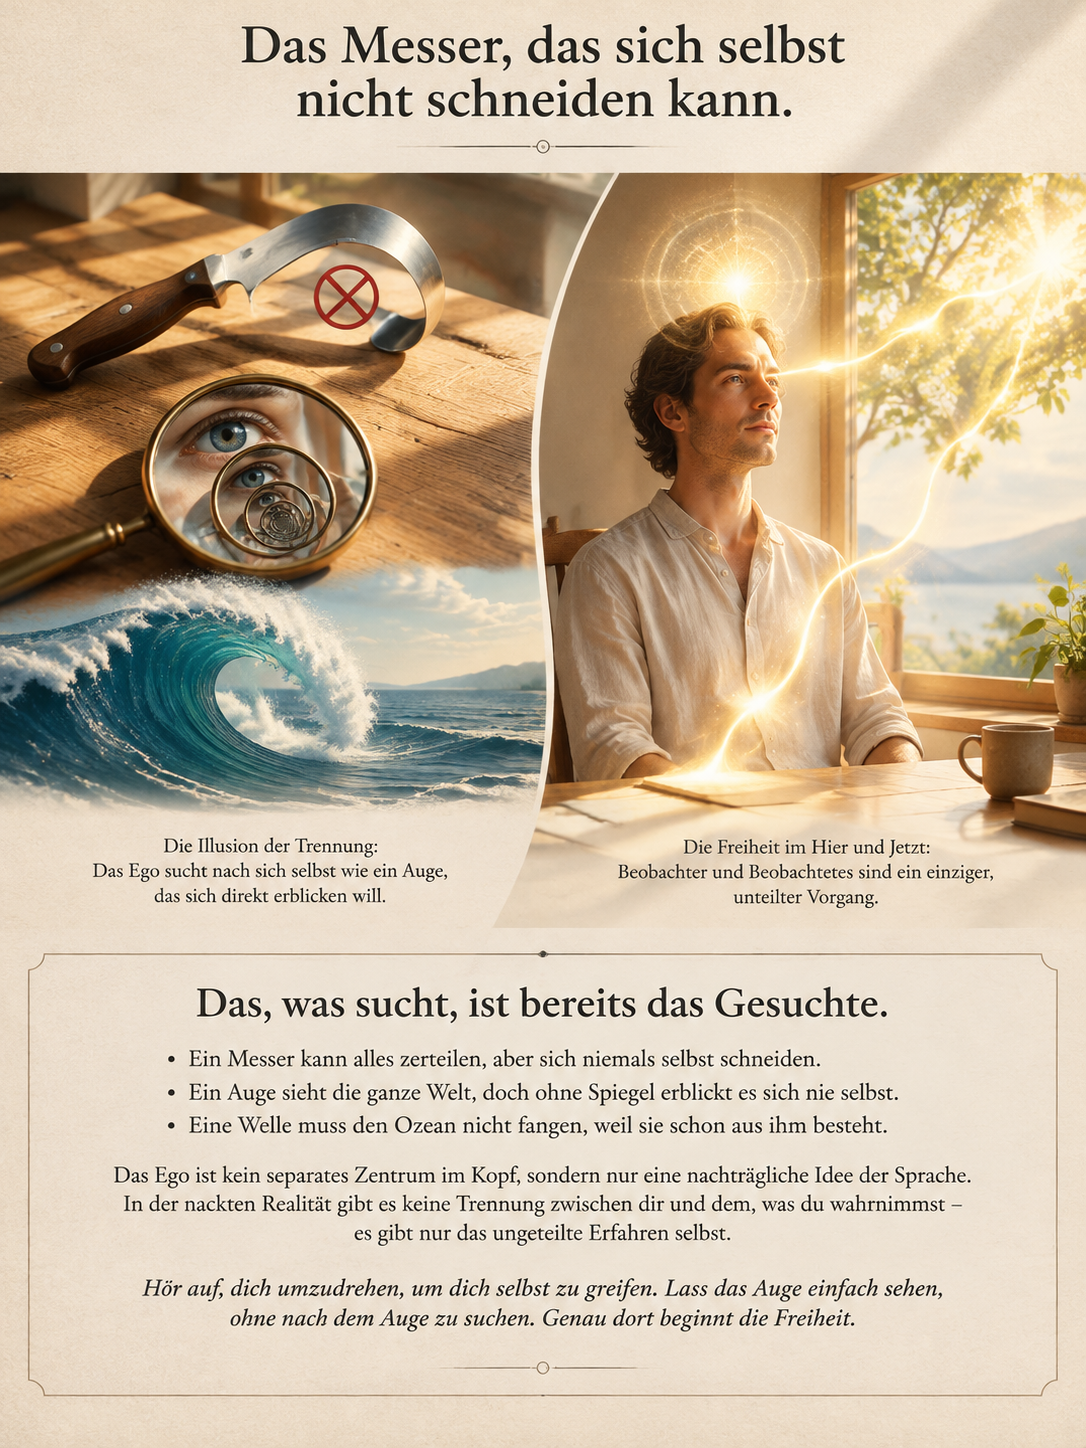 Das Messer, das sich selbst
nicht schneiden kann.
Die Illusion der Trennung:
Das Ego sucht nach sich selbst wie ein Auge,
das sich direkt erblicken will.
Die Freiheit im Hier und Jetzt:
Beobachter und Beobachtetes sind ein einziger,
unteilter Vorgang.
Das, was sucht, ist bereits das Gesuchte.
• Ein Messer kann alles zerteilen, aber sich niemals selbst schneiden.
• Ein Auge sieht die ganze Welt, doch ohne Spiegel erblickt es sich nie selbst.
• Eine Welle muss den Ozean nicht fangen, weil sie schon aus ihm besteht.
Das Ego ist kein separates Zentrum im Kopf, sondern nur eine nachträgliche Idee der Sprache.
In der nackten Realität gibt es keine Trennung zwischen dir und dem, was du wahrnimmst –
es gibt nur das ungeteilte Erfahren selbst.
Hör auf, dich umzudrehen, um dich selbst zu greifen. Lass das Auge einfach sehen,
ohne nach dem Auge zu suchen. Genau dort beginnt die Freiheit.